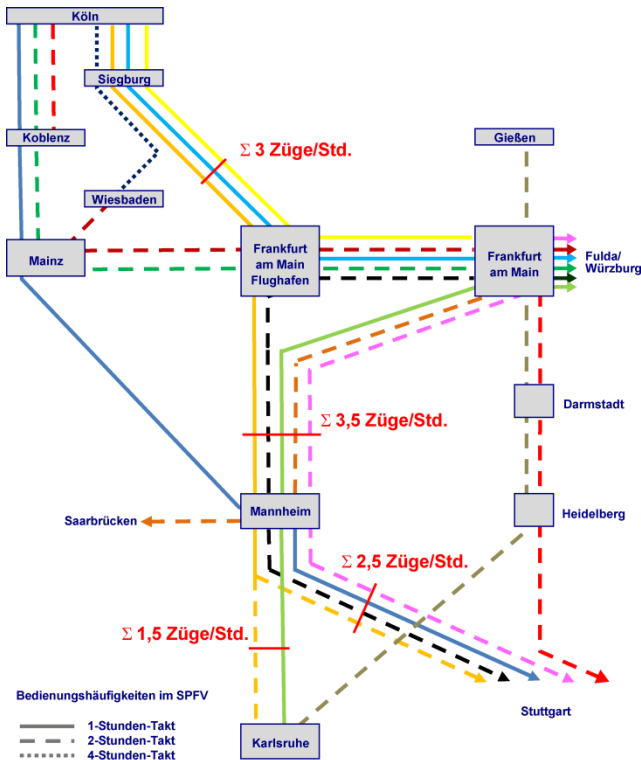 Köln
Siegburg
Koblenz
Gießen
Σ 3 Züge/Std.
Wiesbaden
Mainz
Frankfurt
am Main
Flughafen
Frankfurt
am Main
Fulda/
Würzburg
Darmstadt
Σ 3,5 Züge/Std.
Saarbrücken
Mannheim
Heidelberg
Σ 2,5 Züge/Std.
Σ 1,5 Züge/Std.
Bedienungshäufigkeiten im SPFV
1-Stunden-Takt
2-Stunden-Takt
4-Stunden-Takt
Karlsruhe
Stuttgart